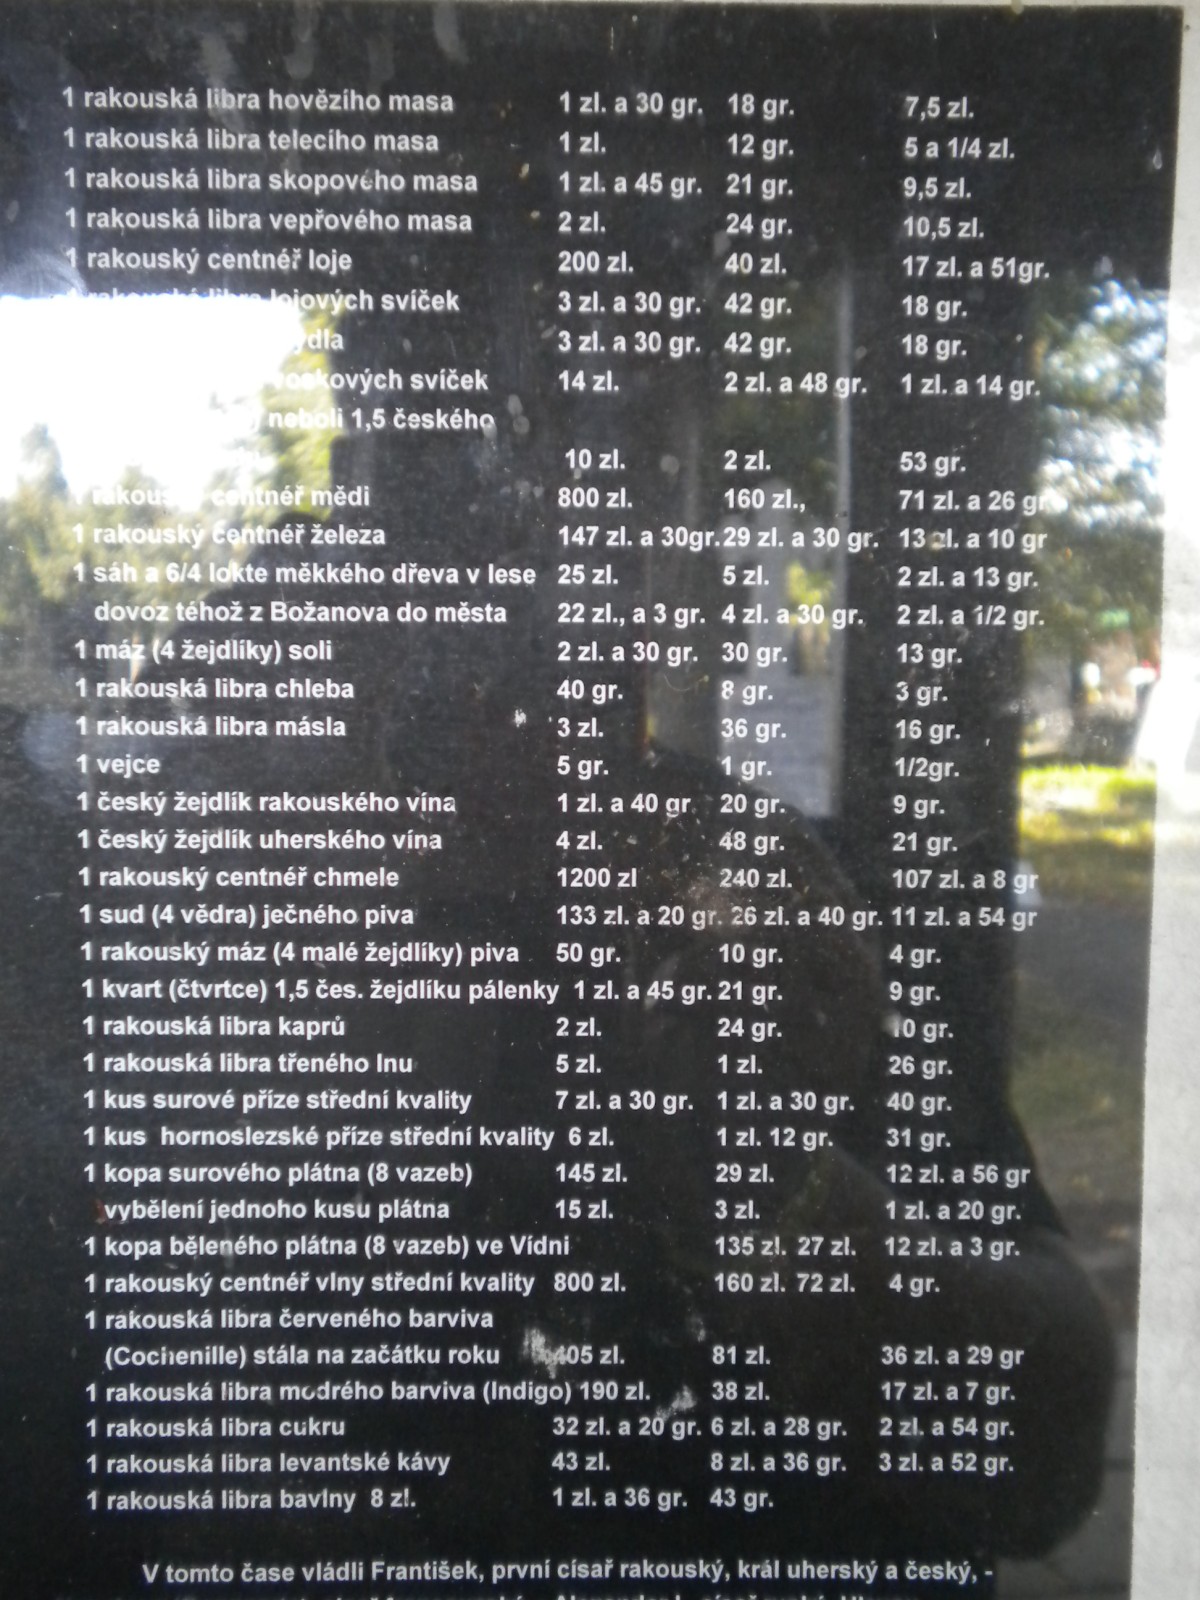 1 rakouská libra hovězího masa 1 zl. a 30 gr. 18 gr. 7,5 zl.
1 rakouská libra telecího masa 1 zl. 12 gr. 5 a 1/4 zl.
1 rakouská libra skopového masa 1 zl. a 45 gr. 21 gr. 9,5 zl.
1 rakouská libra vepřového masa 2 zl. 24 gr. 10,5 zl.
1 rakouský centnéř loje 200 zl. 40 zl. 17 zl. a 51gr.
1 rakouská libra lojových svíček 3 zl. a 30 gr. 42 gr. 18 gr.
3 zl. a 30 gr. 42 gr. 18 gr.
voskových svíček 14 zl. 2 zl. a 48 gr. 1 zl. a 14 gr.
neboli 1,5 českého
10 zl. 2 zl. 53 gr.
1 rakouský centnéř mědi 800 zl. 160 zl., 71 zl. a 26 gr
1 rakouský centnéř železa 147 zl. a 30gr. 29 zl. a 30 gr. 13 zl. a 10 gr
1 sáh a 6/4 lokte měkkého dřeva v lese 25 zl. 5 zl. 2 zl. a 13 gr.
dovoz téhož z Božanova do města 22 zl., a 3 gr. 4 zl. a 30 gr. 2 zl. a 1/2 gr.
1 máz (4 žejdlíky) soli 2 zl. a 30 gr. 30 gr. 13 gr.
1 rakouská libra chleba 40 gr. 8 gr. 3 gr.
1 rakouská libra másla 3 zl. 36 gr. 16 gr.
1 vejce 5 gr. 1 gr. 1/2gr.
1 český žejdlík rakouského vína 1 zl. a 40 gr 20 gr. 9 gr.
1 český žejdlík uherského vína 4 zl. 48 gr. 21 gr.
1 rakouský centnéř chmele 1200 zl 240 zl. 107 zl. a 8 gr
1 sud (4 vědra) ječného piva 133 zl. a 20 gr. 26 zl. a 40 gr. 11 zl. a 54 gr
1 rakouský máz (4 malé žejdlíky) piva 50 gr. 10 gr. 4 gr.
1 kvart (čtvrtce) 1,5 čes. žejdlíku pálenky 1 zl. a 45 gr. 21 gr. 9 gr.
1 rakouská libra kaprů 2 zl. 24 gr. 10 gr.
1 rakouská libra třeného lnu 5 zl. 1 zl. 26 gr.
1 kus surové příze střední kvality 7 zl. a 30 gr. 1 zl. a 30 gr. 40 gr.
1 kus hornoslezské příze střední kvality 6 zl. 1 zl. 12 gr. 31 gr.
1 kopa surového plátna (8 vazeb) 145 zl. 29 zl. 12 zl. a 56 gr
vybělení jednoho kusu plátna 15 zl. 3 zl. 1 zl. a 20 gr.
1 kopa běleného plátna (8 vazeb) ve Vídni 135 zl. 27 zl. 12 zl. a 3 gr.
1 rakouský centnéř vlny střední kvality 800 zl. 160 zl. 72 zl. 4 gr.
1 rakouská libra červeného barviva
(Cochenille) stála na začátku roku 405 zl. 81 zl. 36 zl. a 29 gr
1 rakouská libra modrého barviva (Indigo) 190 zl. 38 zl. 17 zl. a 7 gr.
1 rakouská libra cukru 32 zl. a 20 gr. 6 zl. a 28 gr. 2 zl. a 54 gr.
1 rakouská libra levantské kávy 43 zl. 8 zl. a 36 gr. 3 zl. a 52 gr.
1 rakouská libra bavlny 8 zl. 1 zl. a 36 gr. 43 gr.
V tomto čase vládli František, první císař rakouský, král uherský a český, -